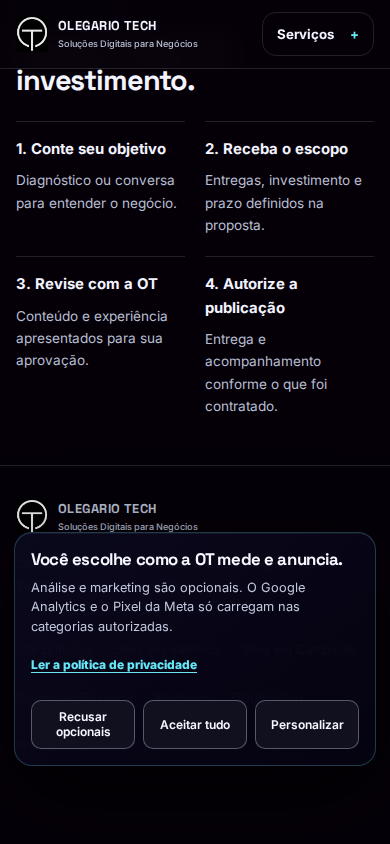 OLEGARIO TECH
Soluções Digitais para Negócios
Serviços +
investimento.
1. Conte seu objetivo
Diagnóstico ou conversa
para entender o negócio.
2. Receba o escopo
Entregas, investimento e
prazo definidos na
proposta.
3. Revise com a OT
Conteúdo e experiência
apresentados para sua
aprovação.
4. Autorize a
publicação
Entrega e
acompanhamento
conforme o que foi
contratado.
OLEGARIO TECH
Soluções Digitais para Negócios
Você escolhe como a OT mede e anuncia.
Análise e marketing são opcionais. O Google
Analytics e o Pixel da Meta só carregam nas
categorias autorizadas.
Ler a política de privacidade
Recusar
opcionais
Aceitar tudo
Personalizar